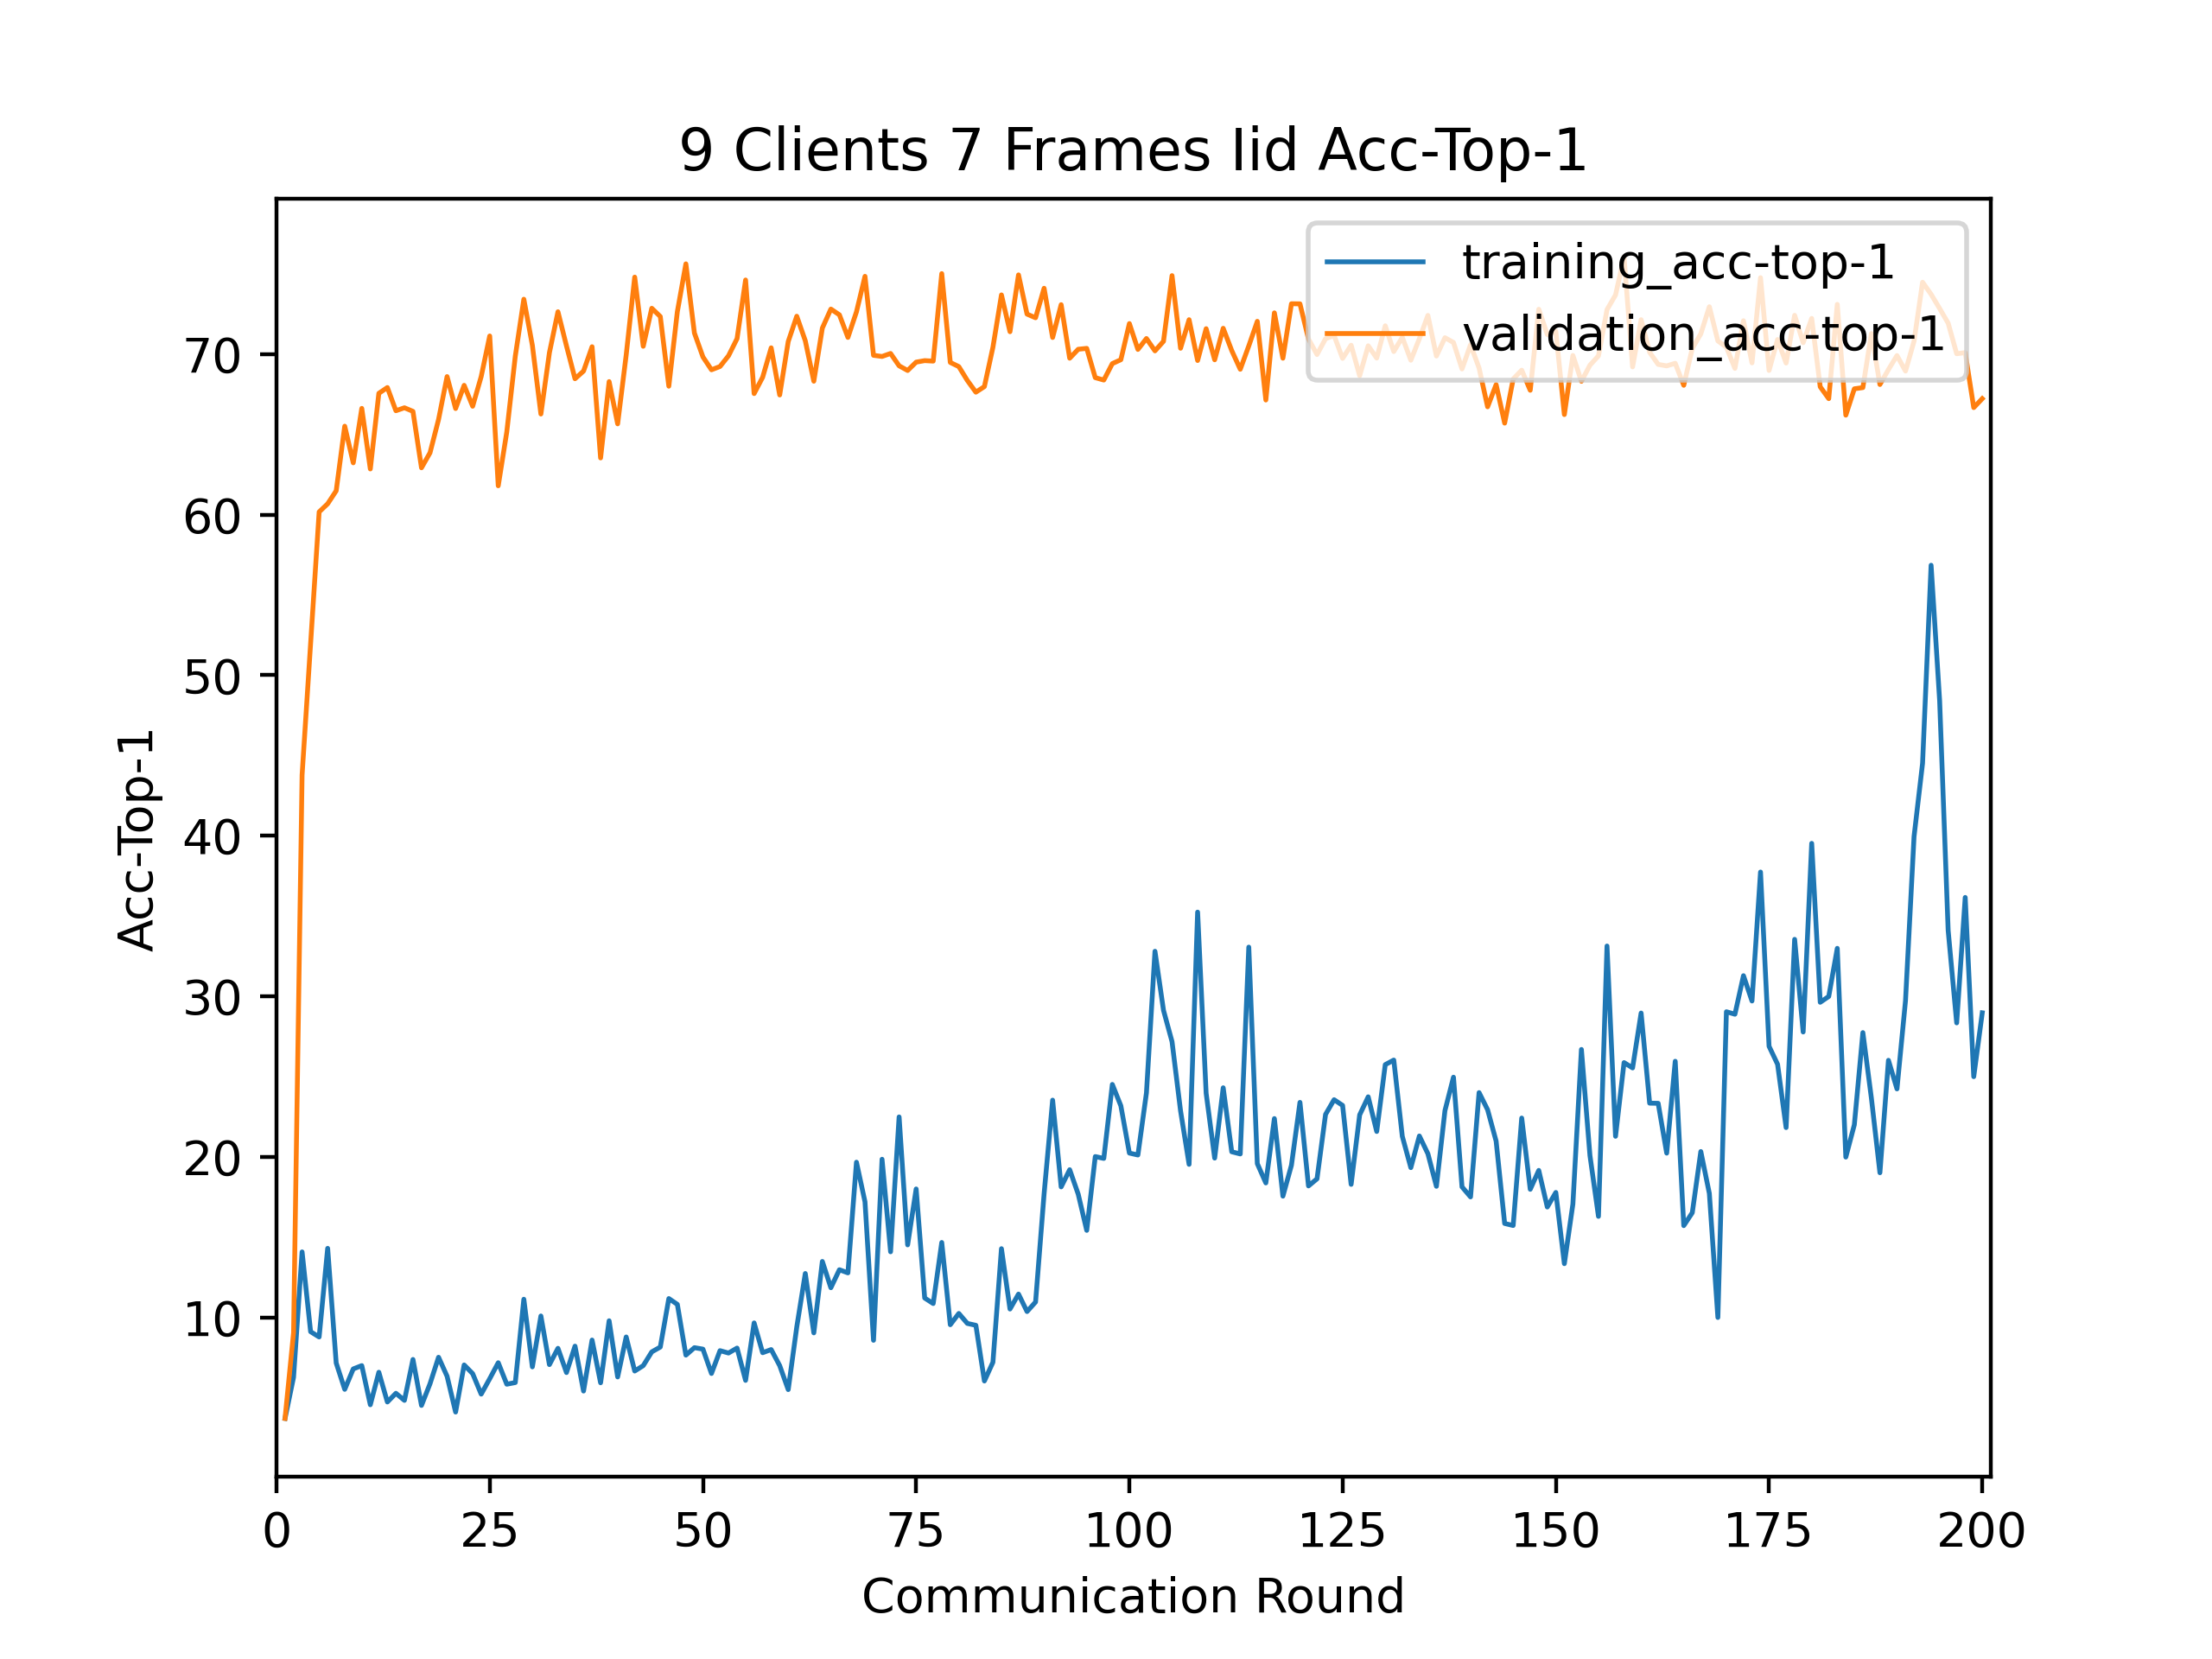 9 Clients 7 Frames Iid Acc-Top-1
training_acc-top-1
validation_acc-top-1
70
60
50
40
30
20
10
Acc-Top-1
0 25 50 75 100 125 150 175 200
Communication Round